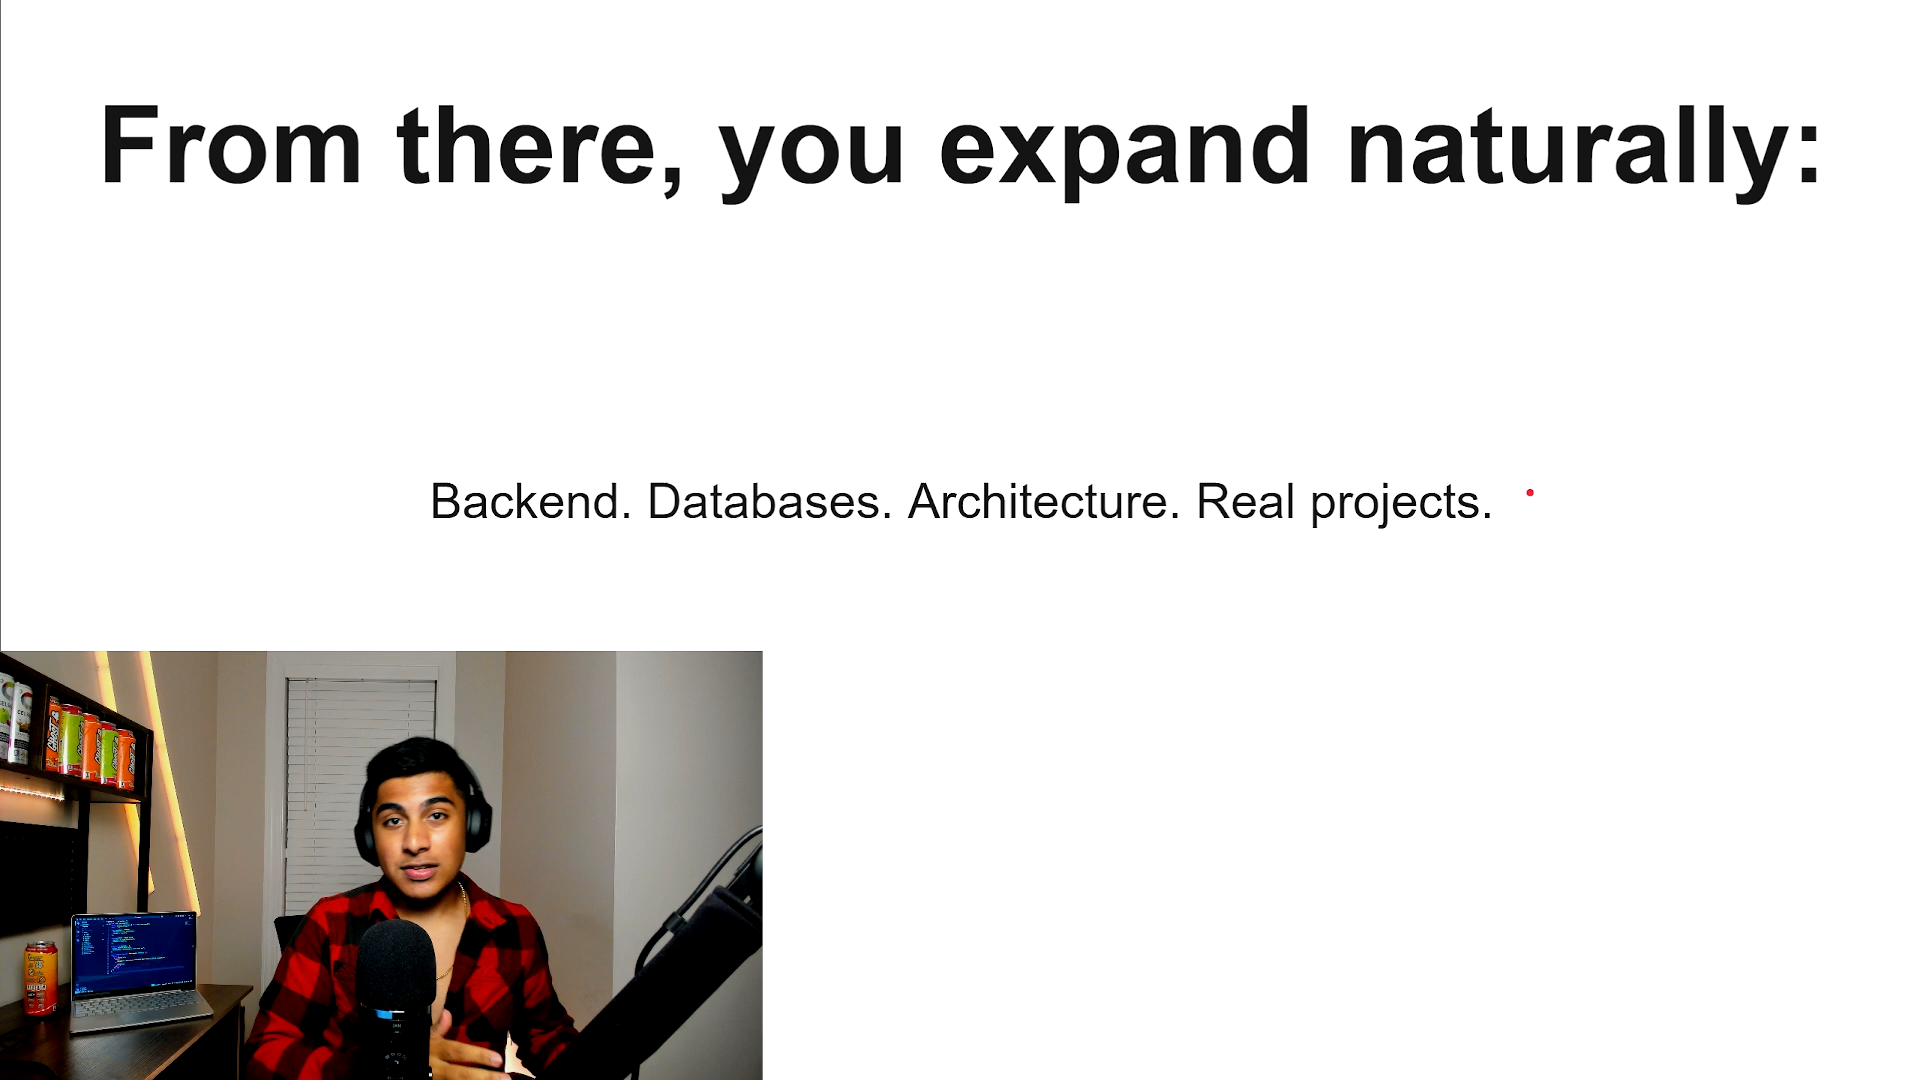 From there, you expand naturally:
Backend. Databases. Architecture. Real projects.